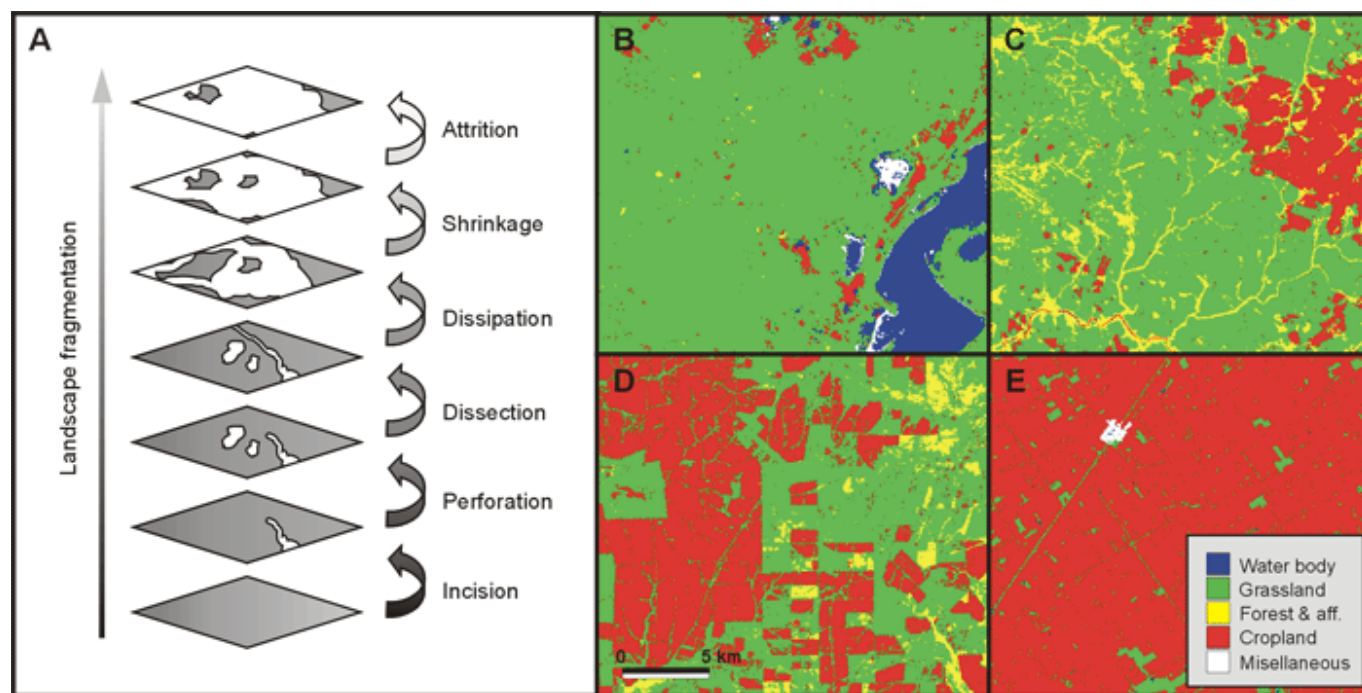 A
Landscape fragmentation
Attrition
Shrinkage
Dissipation
Dissection
Perforation
Incision
B
C
D
0 5 km
E
Water body
Grassland
Forest & aff.
Cropland
Misellaneous